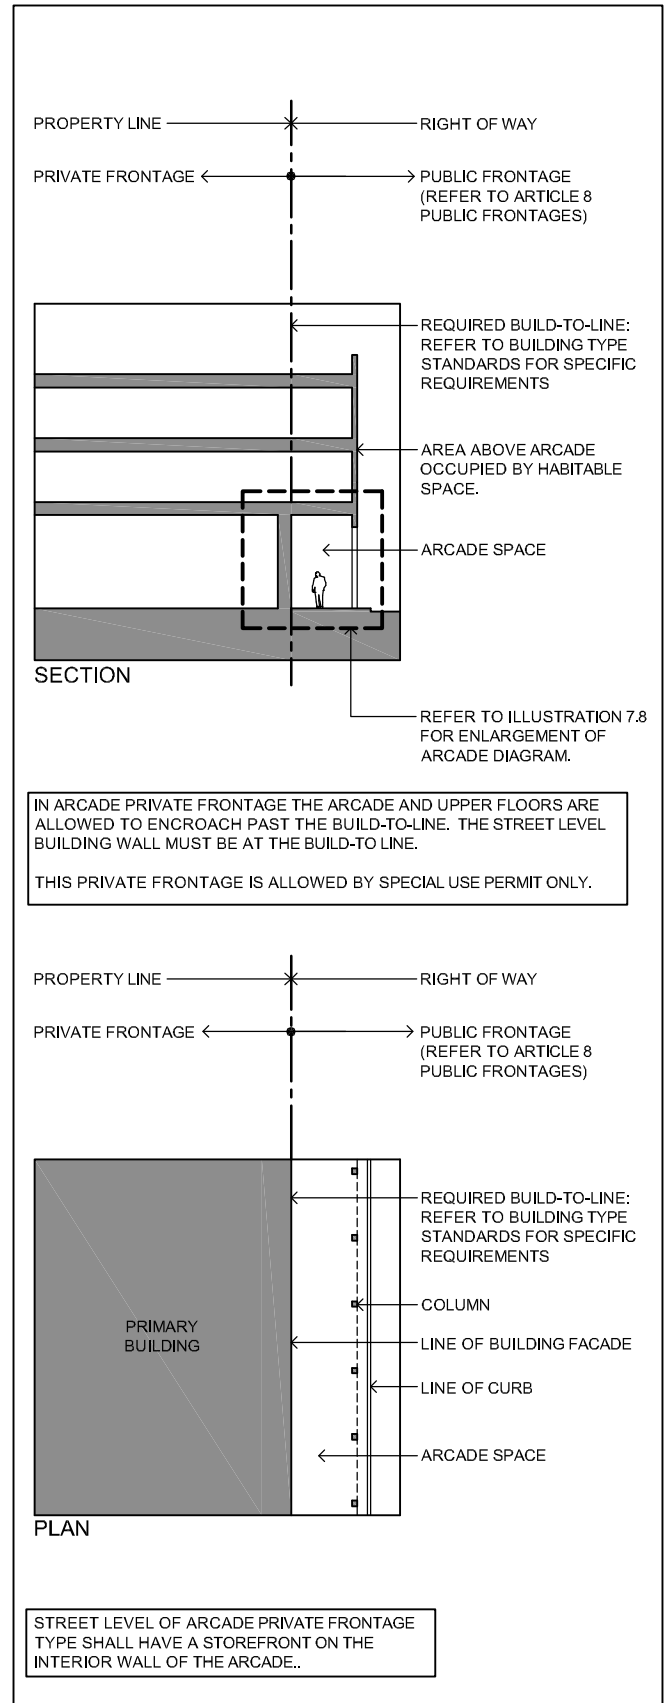 PROPERTY LINE
RIGHT OF WAY
PRIVATE FRONTAGE
PUBLIC FRONTAGE
(REFER TO ARTICLE 8
PUBLIC FRONTAGES)
REQUIRED BUILD-TO-LINE:
REFER TO BUILDING TYPE
STANDARDS FOR SPECIFIC
REQUIREMENTS
AREA ABOVE ARCADE
OCCUPIED BY HABITABLE
SPACE.
ARCADE SPACE
SECTION
REFER TO ILLUSTRATION 7.8
FOR ENLARGEMENT OF
ARCADE DIAGRAM.
IN ARCADE PRIVATE FRONTAGE THE ARCADE AND UPPER FLOORS ARE
ALLOWED TO ENCROACH PAST THE BUILD-TO-LINE. THE STREET LEVEL
BUILDING WALL MUST BE AT THE BUILD-TO LINE.
THIS PRIVATE FRONTAGE IS ALLOWED BY SPECIAL USE PERMIT ONLY.
PROPERTY LINE
RIGHT OF WAY
PRIVATE FRONTAGE
PUBLIC FRONTAGE
(REFER TO ARTICLE 8
PUBLIC FRONTAGES)
REQUIRED BUILD-TO-LINE:
REFER TO BUILDING TYPE
STANDARDS FOR SPECIFIC
REQUIREMENTS
COLUMN
PRIMARY
BUILDING
LINE OF BUILDING FACADE
LINE OF CURB
ARCADE SPACE
PLAN
STREET LEVEL OF ARCADE PRIVATE FRONTAGE
TYPE SHALL HAVE A STOREFRONT ON THE
INTERIOR WALL OF THE ARCADE..